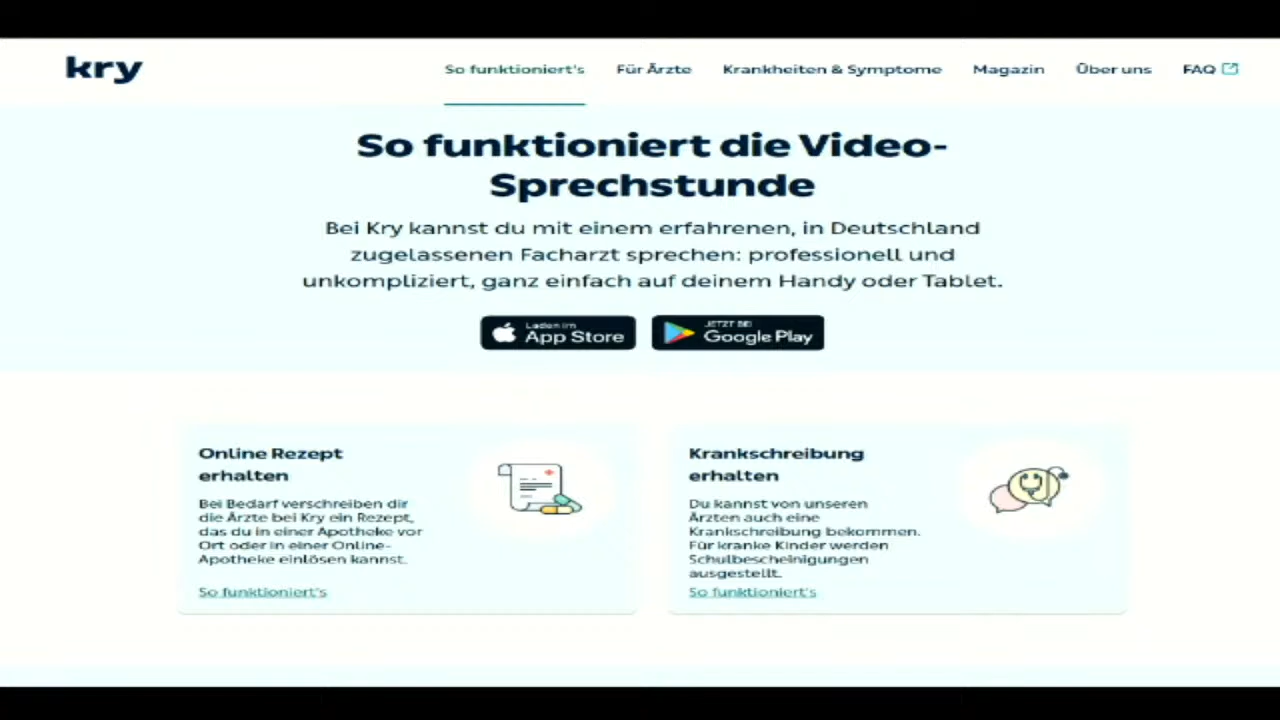 kry
So funktioniert's
Für Ärzte
Krankheiten & Symptome
Magazin
Über uns
FAQ
So funktioniert die Video-
Sprechstunde
Bei Kry kannst du mit einem erfahrenen, in Deutschland
zugelassenen Facharzt sprechen: professionell und
unkompliziert, ganz einfach auf deinem Handy oder Tablet.
Laden im
App Store
JETZT BEI
Google Play
Online Rezept
erhalten
Bei Bedarf verschreiben dir
die Ärzte bei Kry ein Rezept,
das du in einer Apotheke vor
Ort oder in einer Online-
Apotheke einlösen kannst.
So funktioniert's
Krankschreibung
erhalten
Du kannst von unseren
Ärzten auch eine
Krankschreibung bekommen.
Für kranke Kinder werden
Schulbescheinigungen
ausgestellt.
So funktioniert's